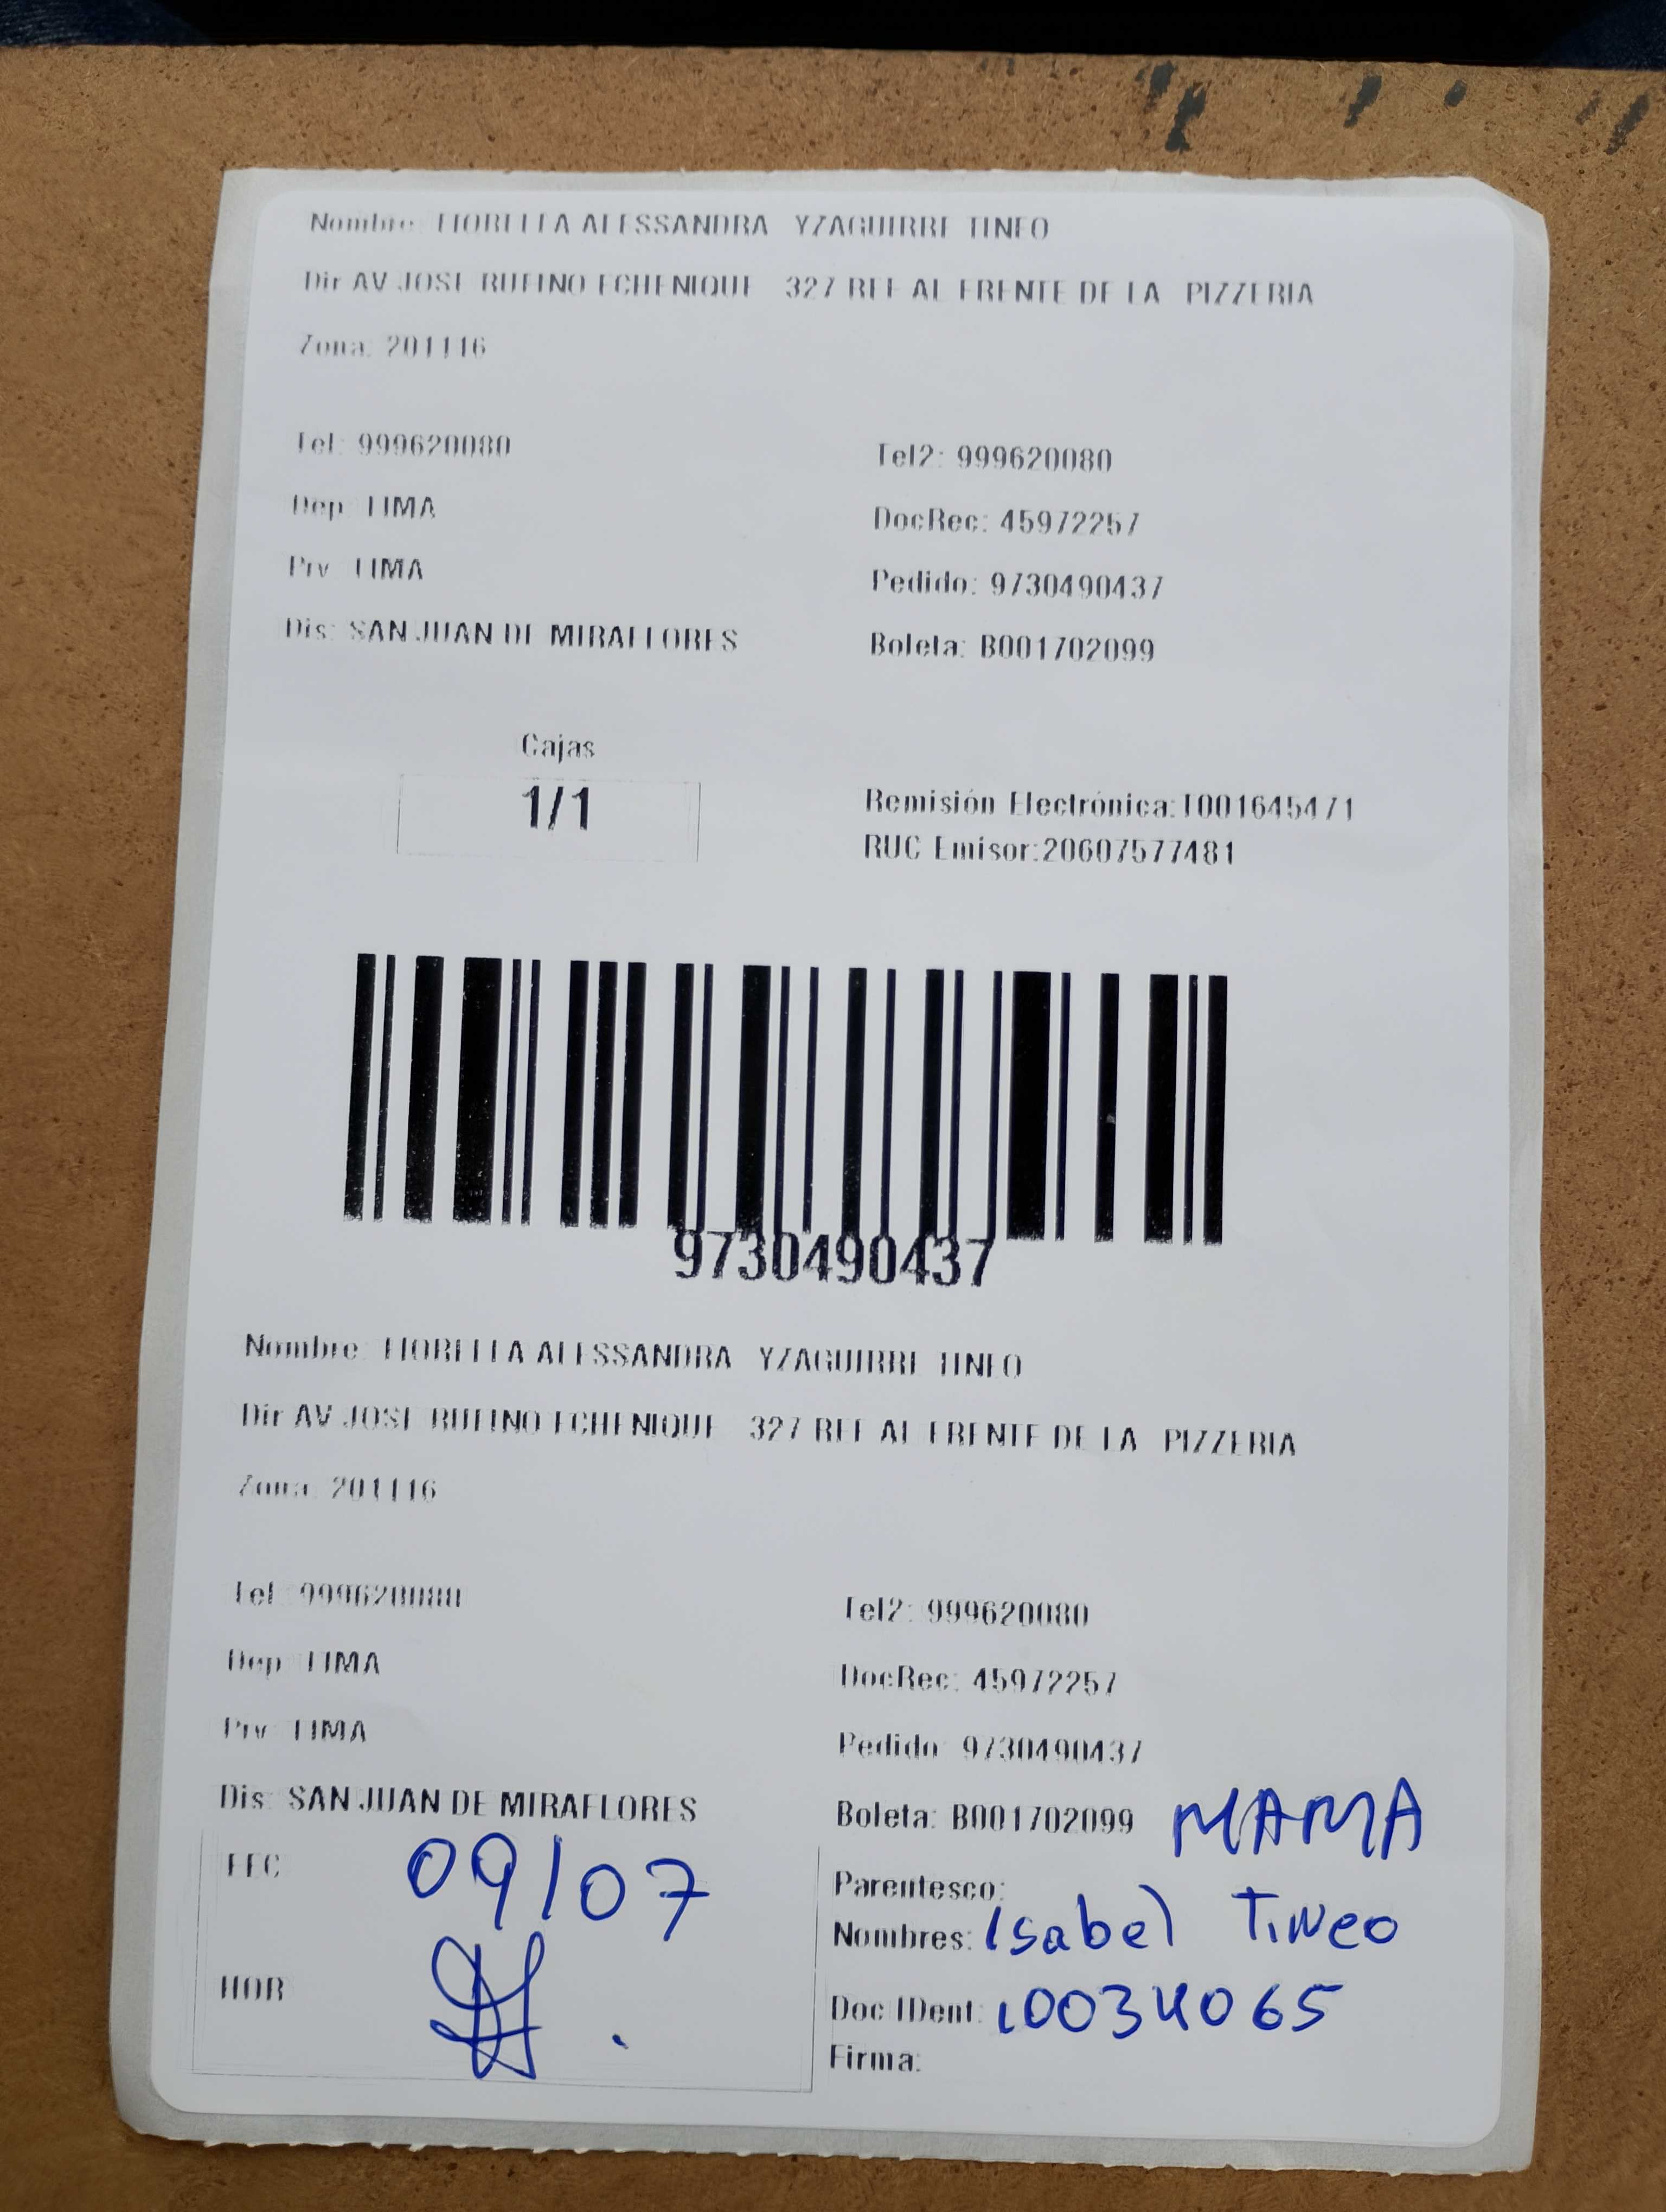 Nombre: FIORELLA ALESSANDRA YZAGUIRRE TINEO
Dir AV JOSE RUFINO ECHENIQUE 327 REF AL FRENTE DE LA PIZZERIA
Zona: 201116
Tel: 999620080 Tel2: 999620080
Dep: LIMA DocRec: 45972257
Prv: LIMA Pedido: 9730490437
Dis: SAN JUAN DE MIRAFLORES Boleta: B001702099
Cajas
1/1
Remisión Electrónica:T001645471
RUC Emisor:20607577481
9730490437
Nombre: FIORELLA ALESSANDRA YZAGUIRRE TINEO
Dir AV JOSE RUFINO ECHENIQUE 327 REF AL FRENTE DE LA PIZZERIA
Zona: 201116
Tel: 999620080 Tel2: 999620080
Dep: LIMA DocRec: 45972257
Prv: LIMA Pedido: 9730490437
Dis: SAN JUAN DE MIRAFLORES Boleta: B001702099 MAMA
FEC 09/07
Parentesco:
Nombres: Isabel Tineo
HOR
Doc IDent: 10034065
Firma: